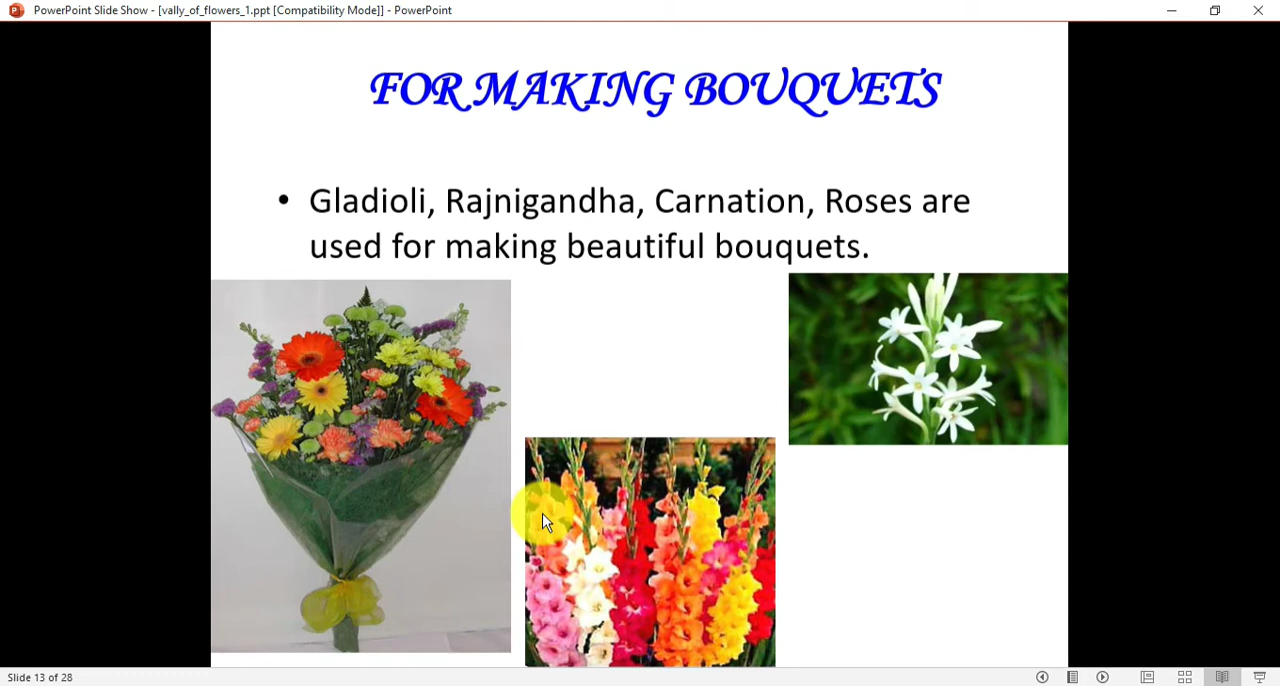 PowerPoint Slide Show - [vally_of_flowers_1.ppt [Compatibility Mode]] - PowerPoint
FOR MAKING BOUQUETS
• Gladioli, Rajnigandha, Carnation, Roses are
used for making beautiful bouquets.
Slide 13 of 28